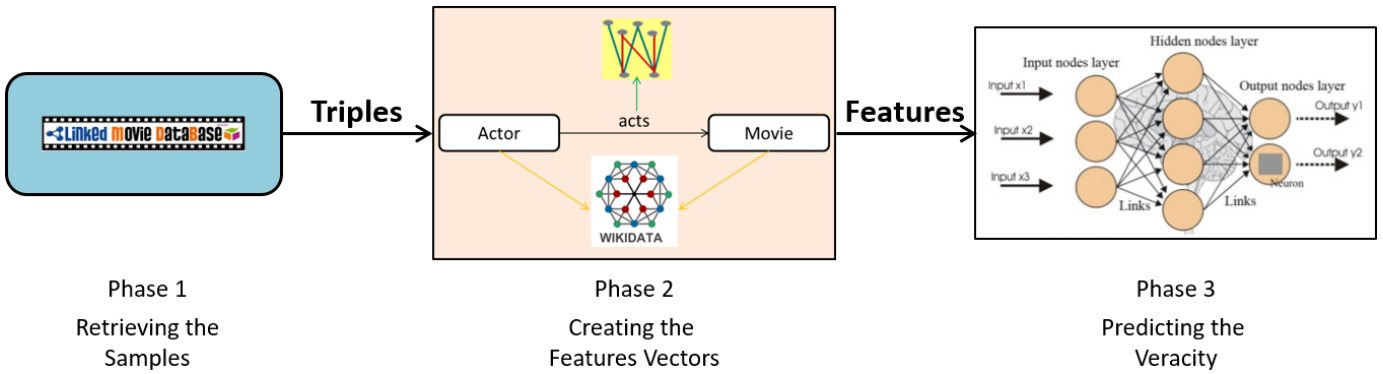 Linked Movie DataBase
Triples
Actor
acts
Movie
WIKIDATA
Features
Hidden nodes layer
Input nodes layer
Output nodes layer
Input x1
Input x2
Input x3
Output y1
Output y2
Neuron
Links
Links
Phase 1
Retrieving the
Samples
Phase 2
Creating the
Features Vectors
Phase 3
Predicting the
Veracity